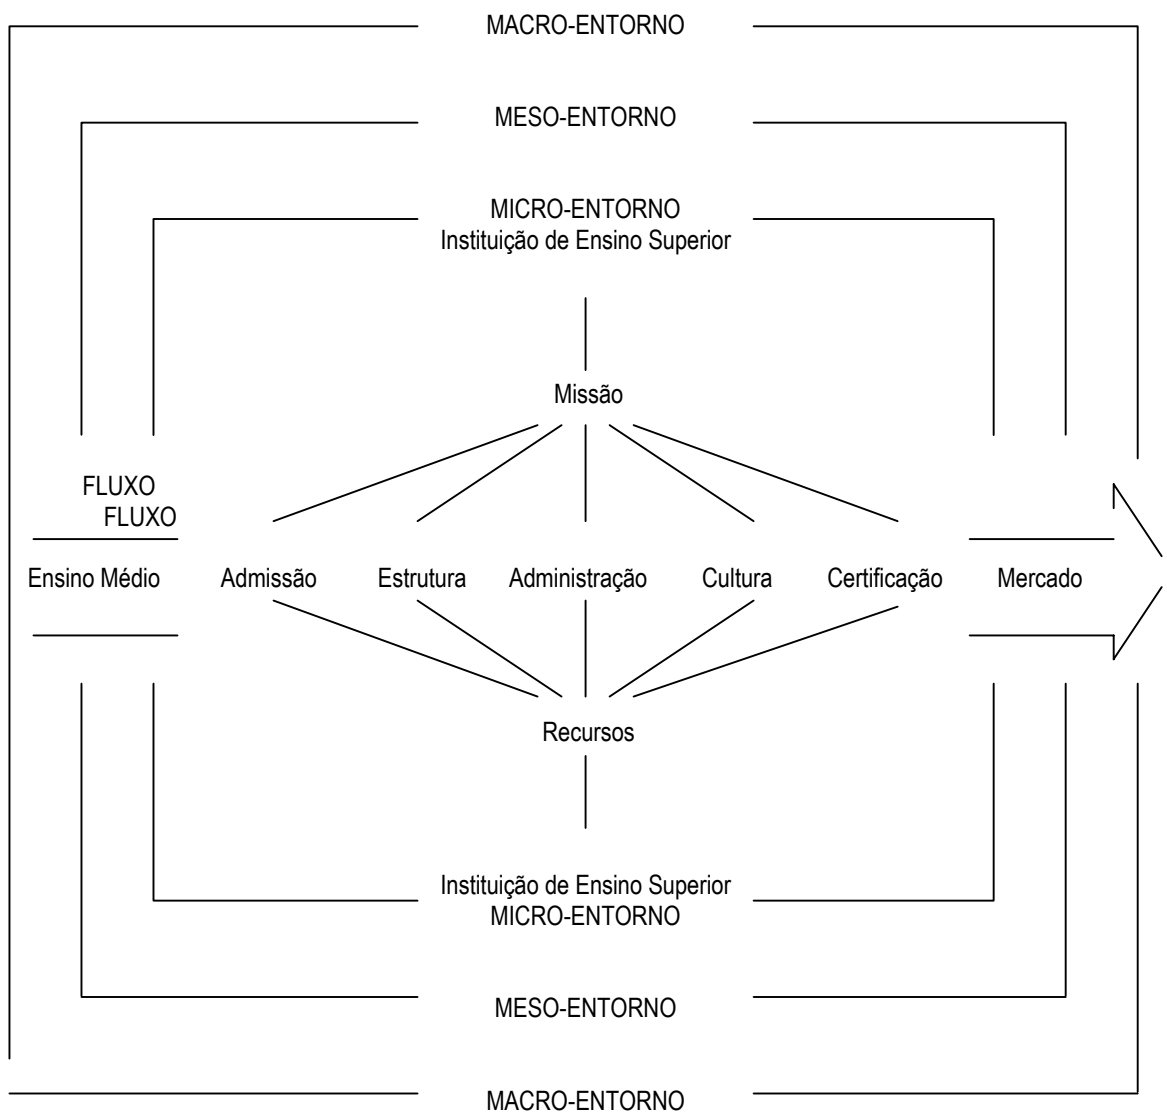 MACRO-ENTORNO
MESO-ENTORNO
MICRO-ENTORNO
Instituição de Ensino Superior
Missão
FLUXO
FLUXO
Ensino Médio Admissão Estrutura Administração Cultura Certificação Mercado
Recursos
Instituição de Ensino Superior
MICRO-ENTORNO
MESO-ENTORNO
MACRO-ENTORNO